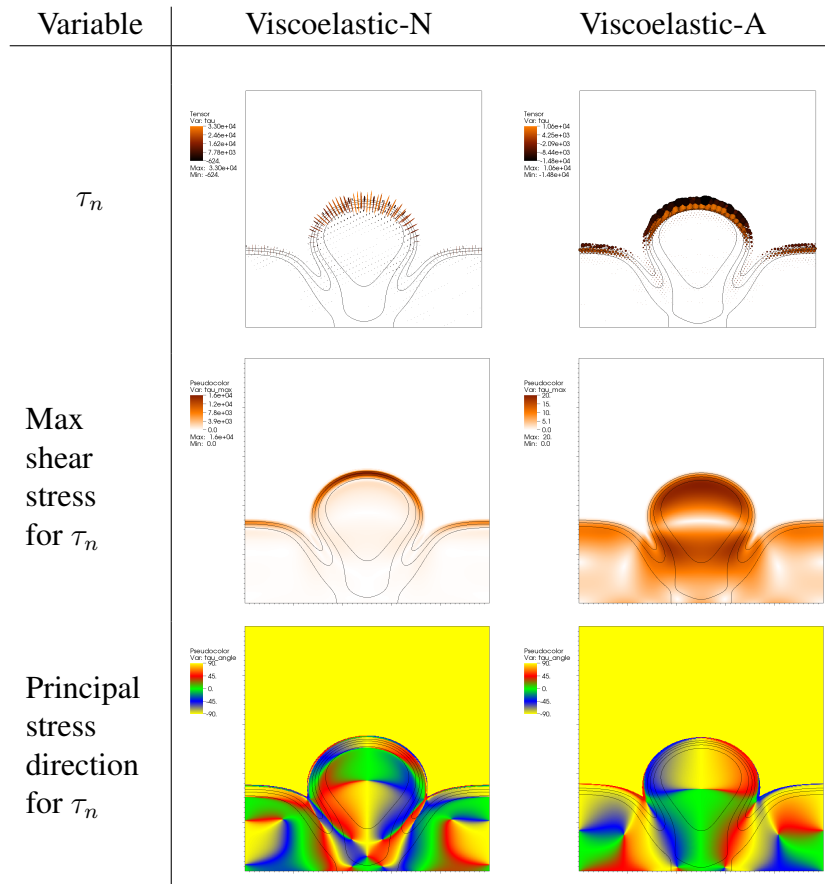 Variable Viscoelastic-N Viscoelastic-A
τn
Tensor
Var: tau
3.30e+04
2.46e+04
1.62e+04
7.78e+03
-624.
Max: 3.30e+04
Min: -624.
Tensor
Var: tau
1.06e+04
4.25e+03
-2.09e+03
-8.44e+03
-1.48e+04
Max: 1.06e+04
Min: -1.48e+04
Max
shear
stress
for τn
Pseudocolor
Var: tau_max
1.6e+04
1.2e+04
7.8e+03
3.9e+03
0.0
Max: 1.6e+04
Min: 0.0
Pseudocolor
Var: tau_max
20.
15.
10.
5.1
0.0
Max: 20.
Min: 0.0
Principal
stress
direction
for τn
Pseudocolor
Var: tau_angle
90.
45.
0.
-45.
-90.
Pseudocolor
Var: tau_angle
90.
45.
0.
-45.
-90.